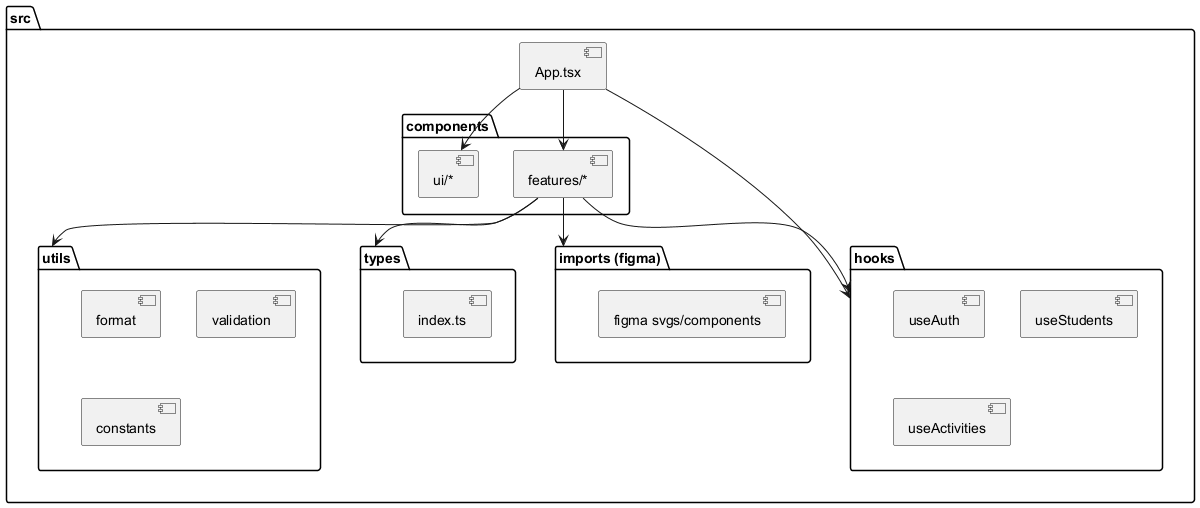 src
App.tsx
components
ui/*
features/*
utils
types
imports (figma)
hooks
format
validation
index.ts
figma svgs/components
useAuth
useStudents
constants
useActivities